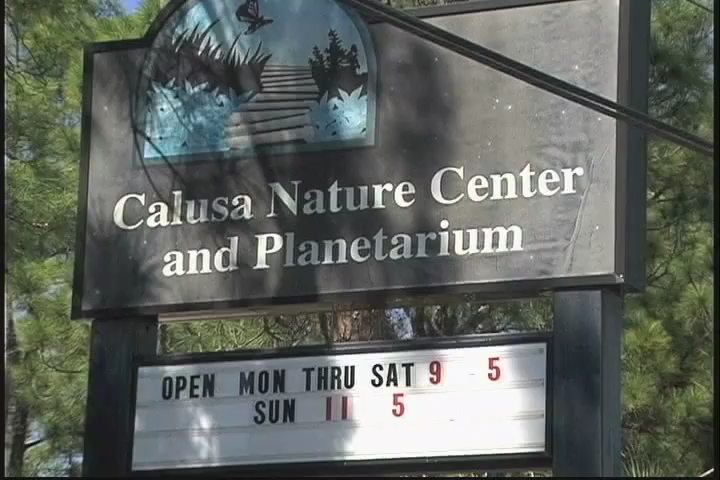 Calusa Nature Center
and Planetarium
OPEN MON THRU SAT 9 5
SUN 11 5